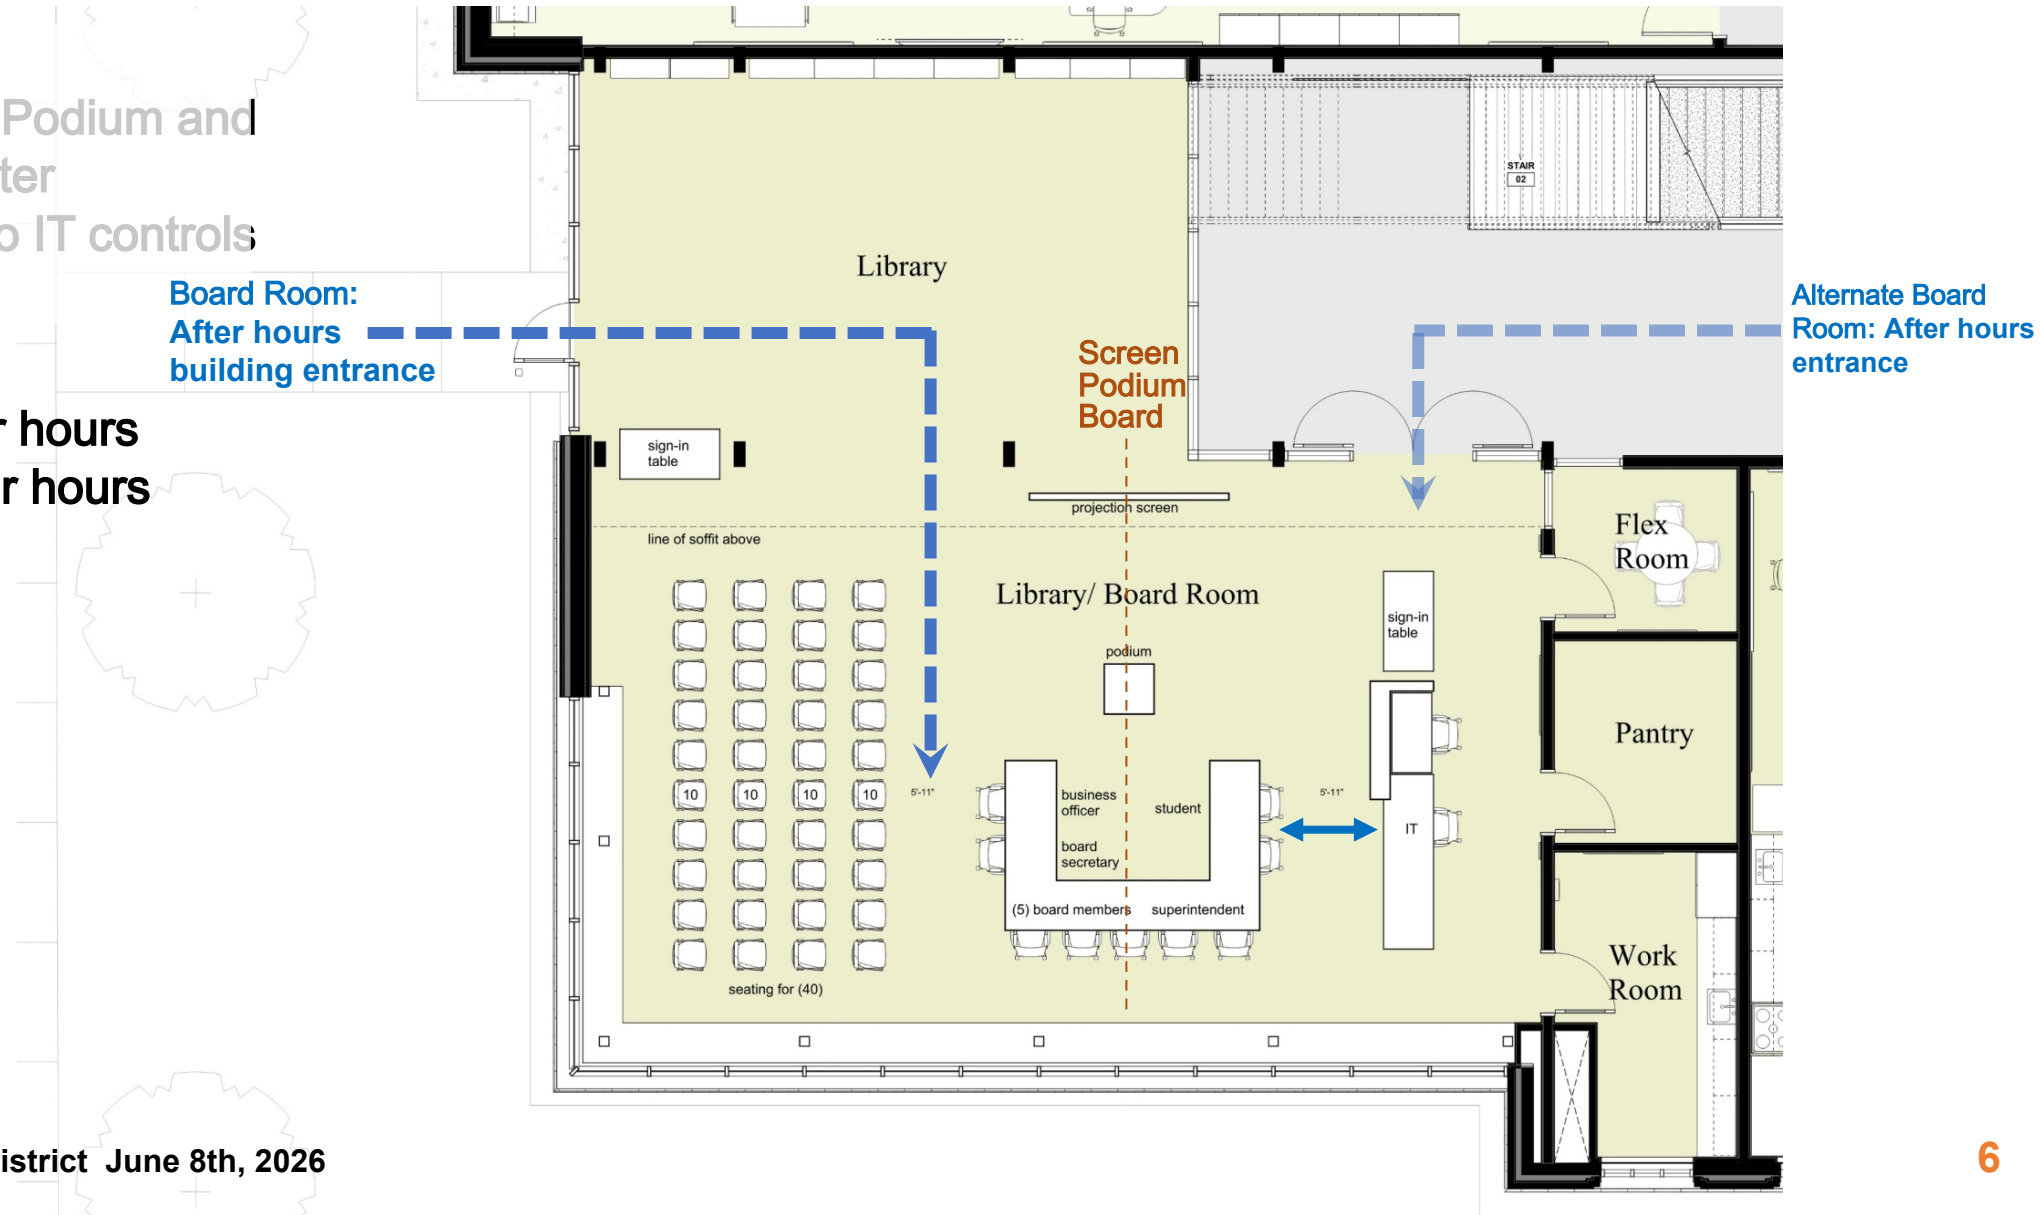 Podium and
ter
o IT controls
Board Room:
After hours
building entrance
r hours
r hours
Library
STAIR
02
Alternate Board
Room: After hours
entrance
Screen
Podium
Board
sign-in
table
projection screen
line of soffit above
Flex
Room
Library/ Board Room
sign-in
table
podium
Pantry
10 10 10 10
5'-11"
business
officer
student
5'-11"
IT
board
secretary
(5) board members superintendent
Work
Room
seating for (40)
istrict June 8th, 2026
6